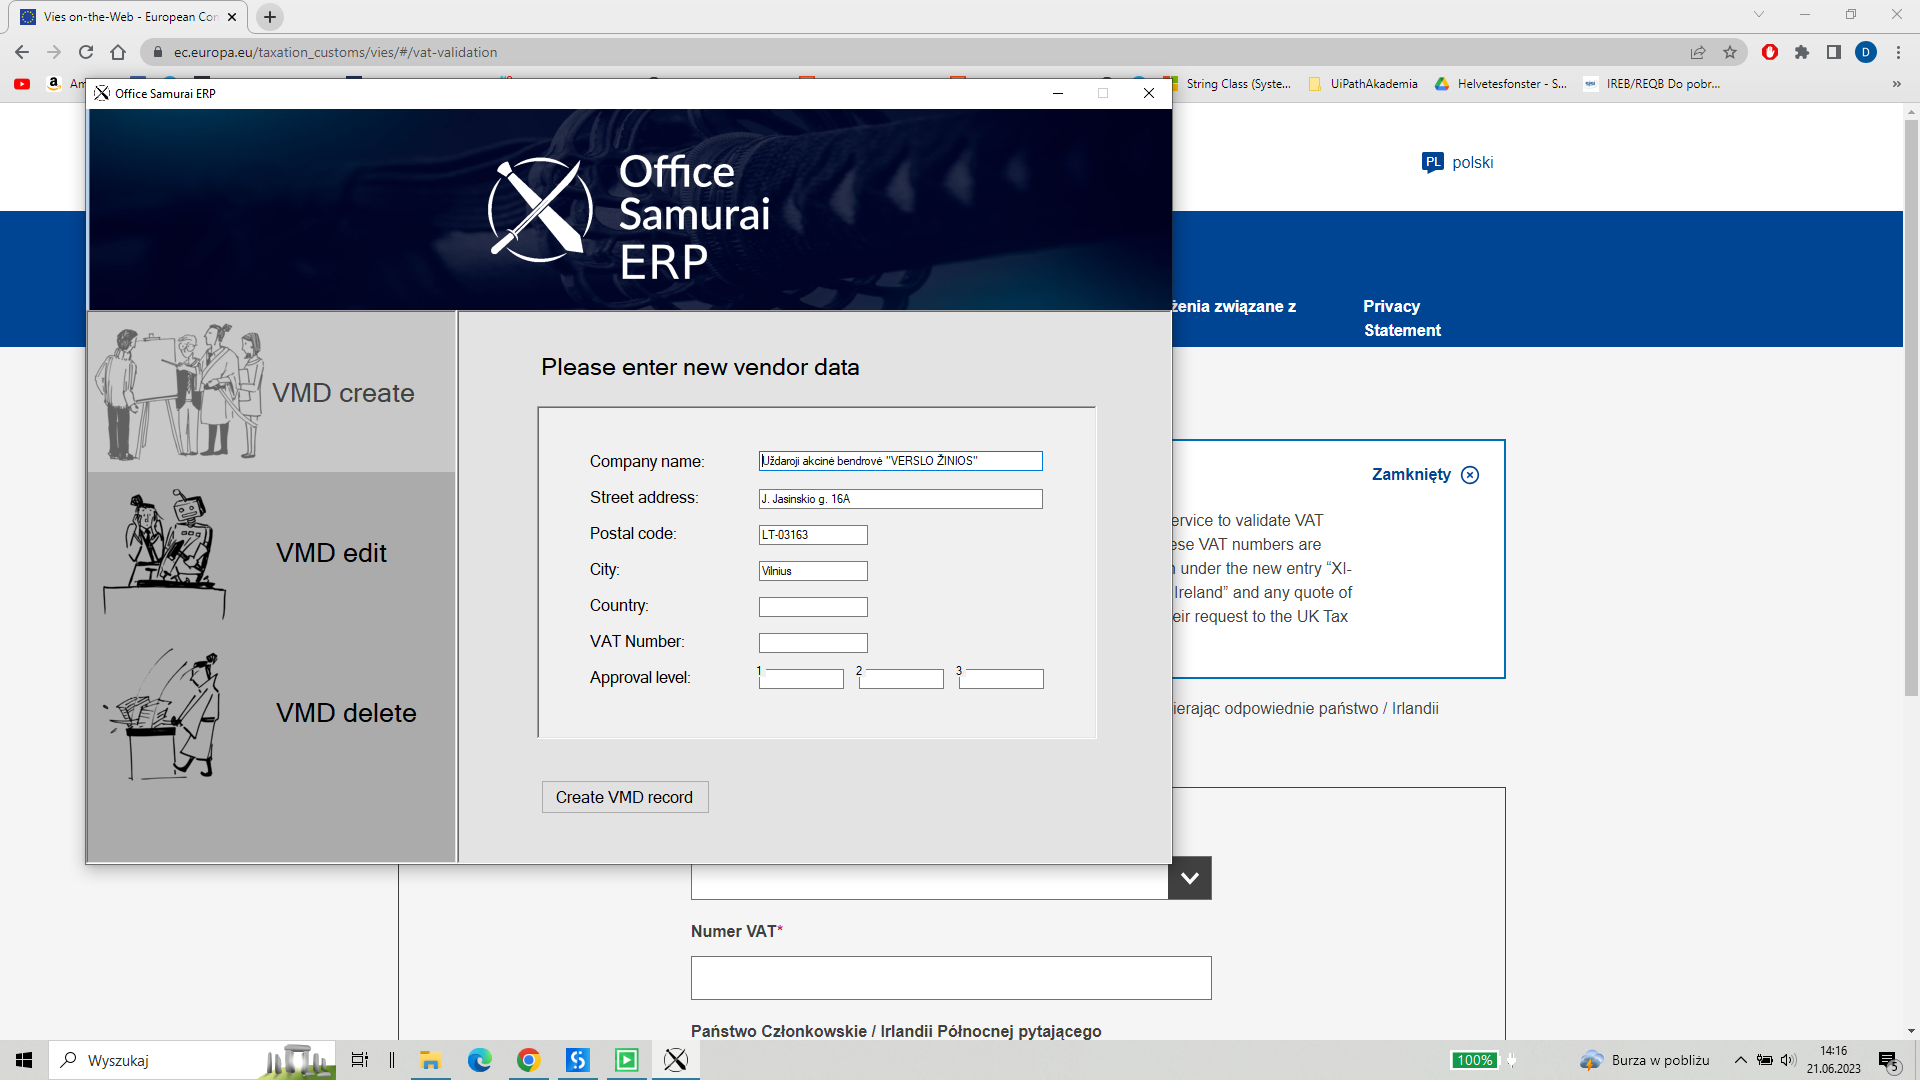 Vies on-the-Web - European Con
ec.europa.eu/taxation_customs/vies/#/vat-validation
D
a
Am
String Class (Syste...
UiPathAkademia
Helvetesfonster - S...
IREB/REQB Do pobr...
»
Office Samurai ERP
PL polski
Office
Samurai
ERP
żenia związane z
Privacy
Statement
Please enter new vendor data
VMD create
Company name:
Uždaroji akcinė bendrovė "VERSLO ŽINIOS"
Zamknięty
Street address:
J. Jasinskio g. 16A
ervice to validate VAT
Postal code:
LT-03163
ese VAT numbers are
VMD edit
City:
Vilnius
n under the new entry “XI-
Ireland” and any quote of
Country:
eir request to the UK Tax
VAT Number:
Approval level:
1
2
3
VMD delete
ierając odpowiednie państwo / Irlandii
Create VMD record
Numer VAT*
Państwo Członkowskie / Irlandii Północnej pytającego
Wyszukaj
100%
Burza w pobliżu
14:16
21.06.2023
5